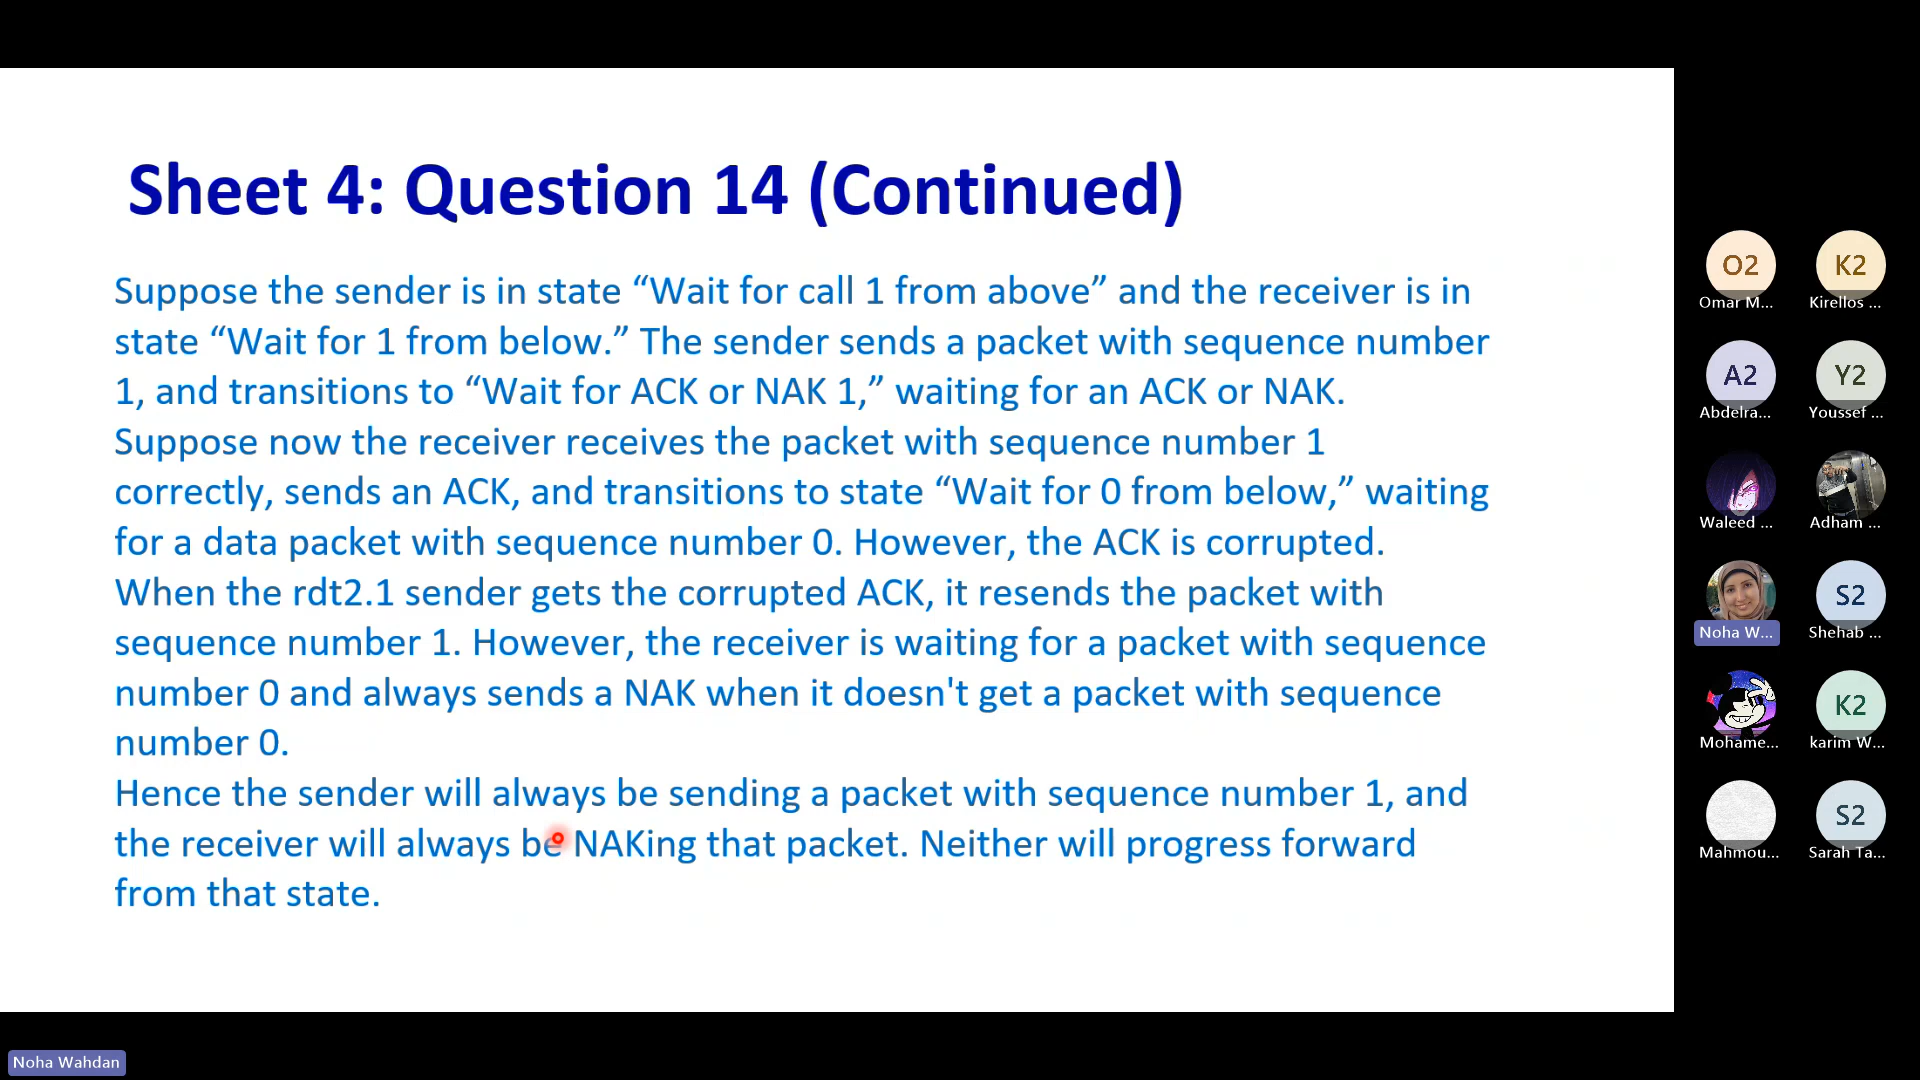 Sheet 4: Question 14 (Continued)
Suppose the sender is in state “Wait for call 1 from above” and the receiver is in
state “Wait for 1 from below.” The sender sends a packet with sequence number
1, and transitions to “Wait for ACK or NAK 1,” waiting for an ACK or NAK.
Suppose now the receiver receives the packet with sequence number 1
correctly, sends an ACK, and transitions to state “Wait for 0 from below,” waiting
for a data packet with sequence number 0. However, the ACK is corrupted.
When the rdt2.1 sender gets the corrupted ACK, it resends the packet with
sequence number 1. However, the receiver is waiting for a packet with sequence
number 0 and always sends a NAK when it doesn't get a packet with sequence
number 0.
Hence the sender will always be sending a packet with sequence number 1, and
the receiver will always be NAKing that packet. Neither will progress forward
from that state.
O2 K2
Omar M... Kirellos ...
A2 Y2
Abdelra... Youssef ...
Waleed ... Adham ...
S2
Noha W... Shehab ...
K2
Mohame... karim W...
S2
Mahmou... Sarah Ta...
Noha Wahdan